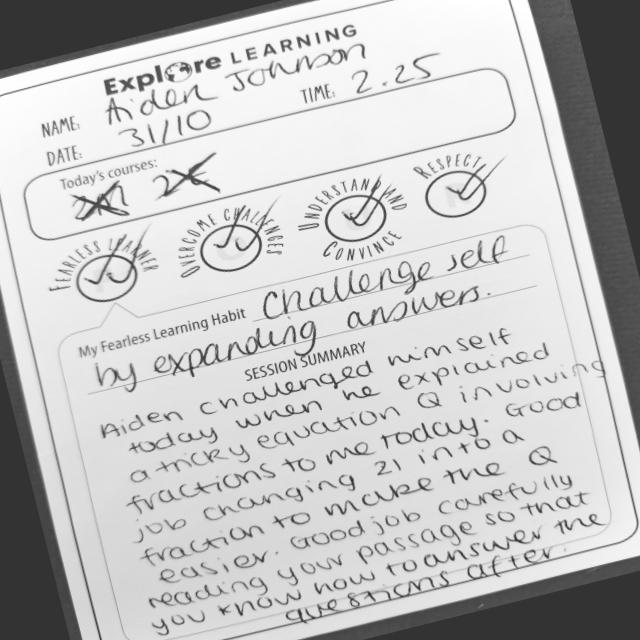 Explore LEARNING
NAME: Aiden Johnson
DATE: 31/10 TIME: 2.25
Today's courses:
FEARLESS LEARNER
OVERCOME CHALLENGES
UNDERSTAND AND CONVINCE
RESPECT
My Fearless Learning Habit Challenge self
by expanding answers.
SESSION SUMMARY
Aiden challenged himself
today when he explained
a tricky equation Q involving
fractions to me today. Good
job changing 21 into a
fraction to make the Q
easier. Good job carefully
reading your passage so that
you know how to answer the
questions after.